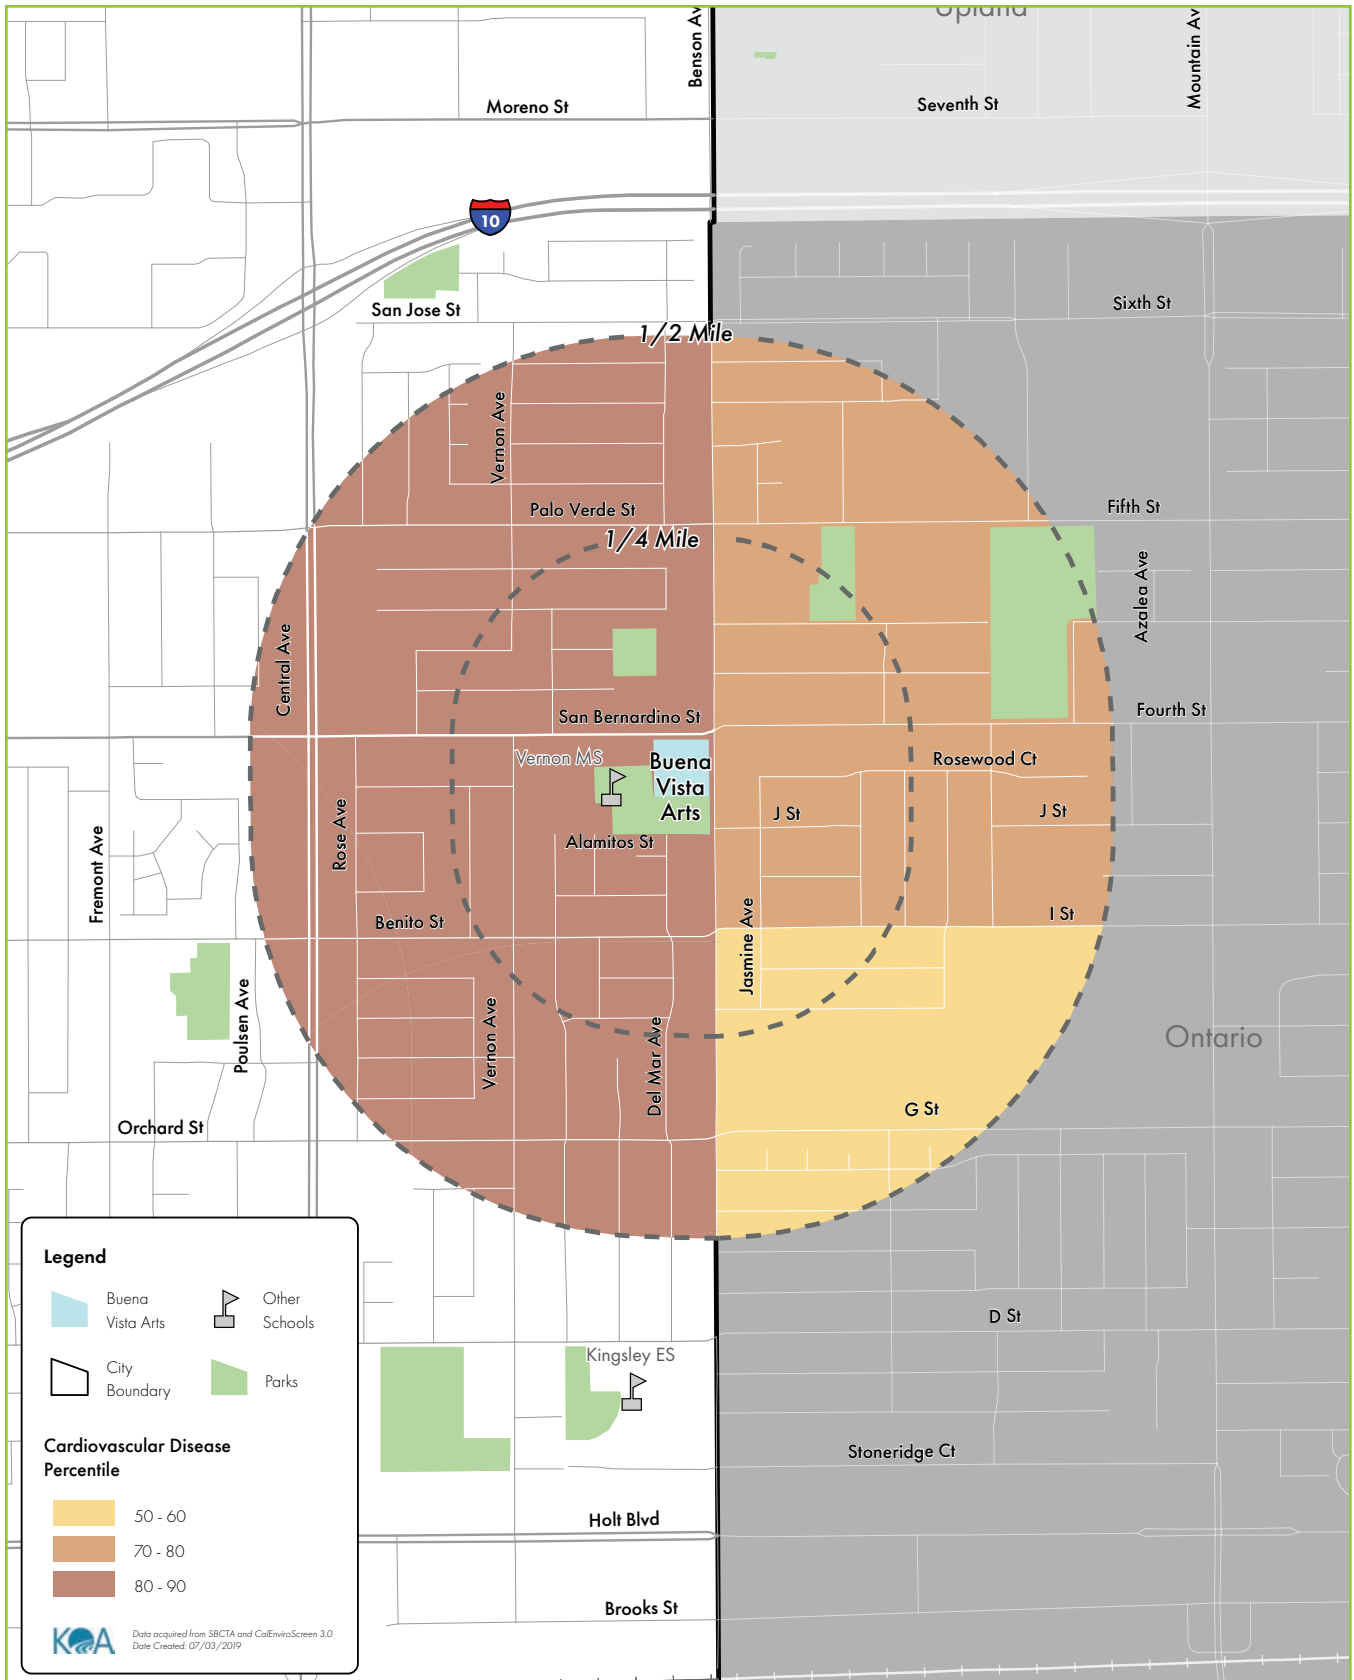 Upland
Benson Av
Mountain Av
Moreno St
Seventh St
10
San Jose St
Sixth St
1/2 Mile
Vernon Ave
Palo Verde St
Fifth St
1/4 Mile
Azalea Ave
Central Ave
San Bernardino St
Fourth St
Vernon MS
Buena
Vista
Arts
Rosewood Ct
J St
J St
Rose Ave
Fremont Ave
Alamitos St
Benito St
I St
Jasmine Ave
Poulsen Ave
Vernon Ave
Del Mar Ave
Ontario
G St
Orchard St
D St
Kingsley ES
Stoneridge Ct
Holt Blvd
Brooks St
Legend
Buena
Vista Arts
Other
Schools
City
Boundary
Parks
Cardiovascular Disease
Percentile
50 - 60
70 - 80
80 - 90
KOA
Data acquired from SBCTA and CalEnviroScreen 3.0
Date Created: 07/03/2019